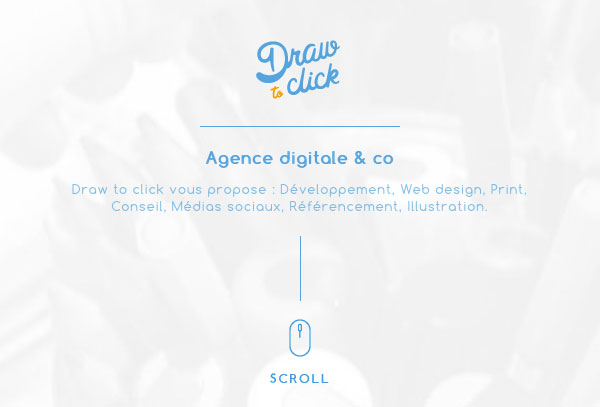 Draw
to click
Agence digitale & co
Draw to click vous propose : Développement, Web design, Print,
Conseil, Médias sociaux, Référencement, Illustration.
SCROLL